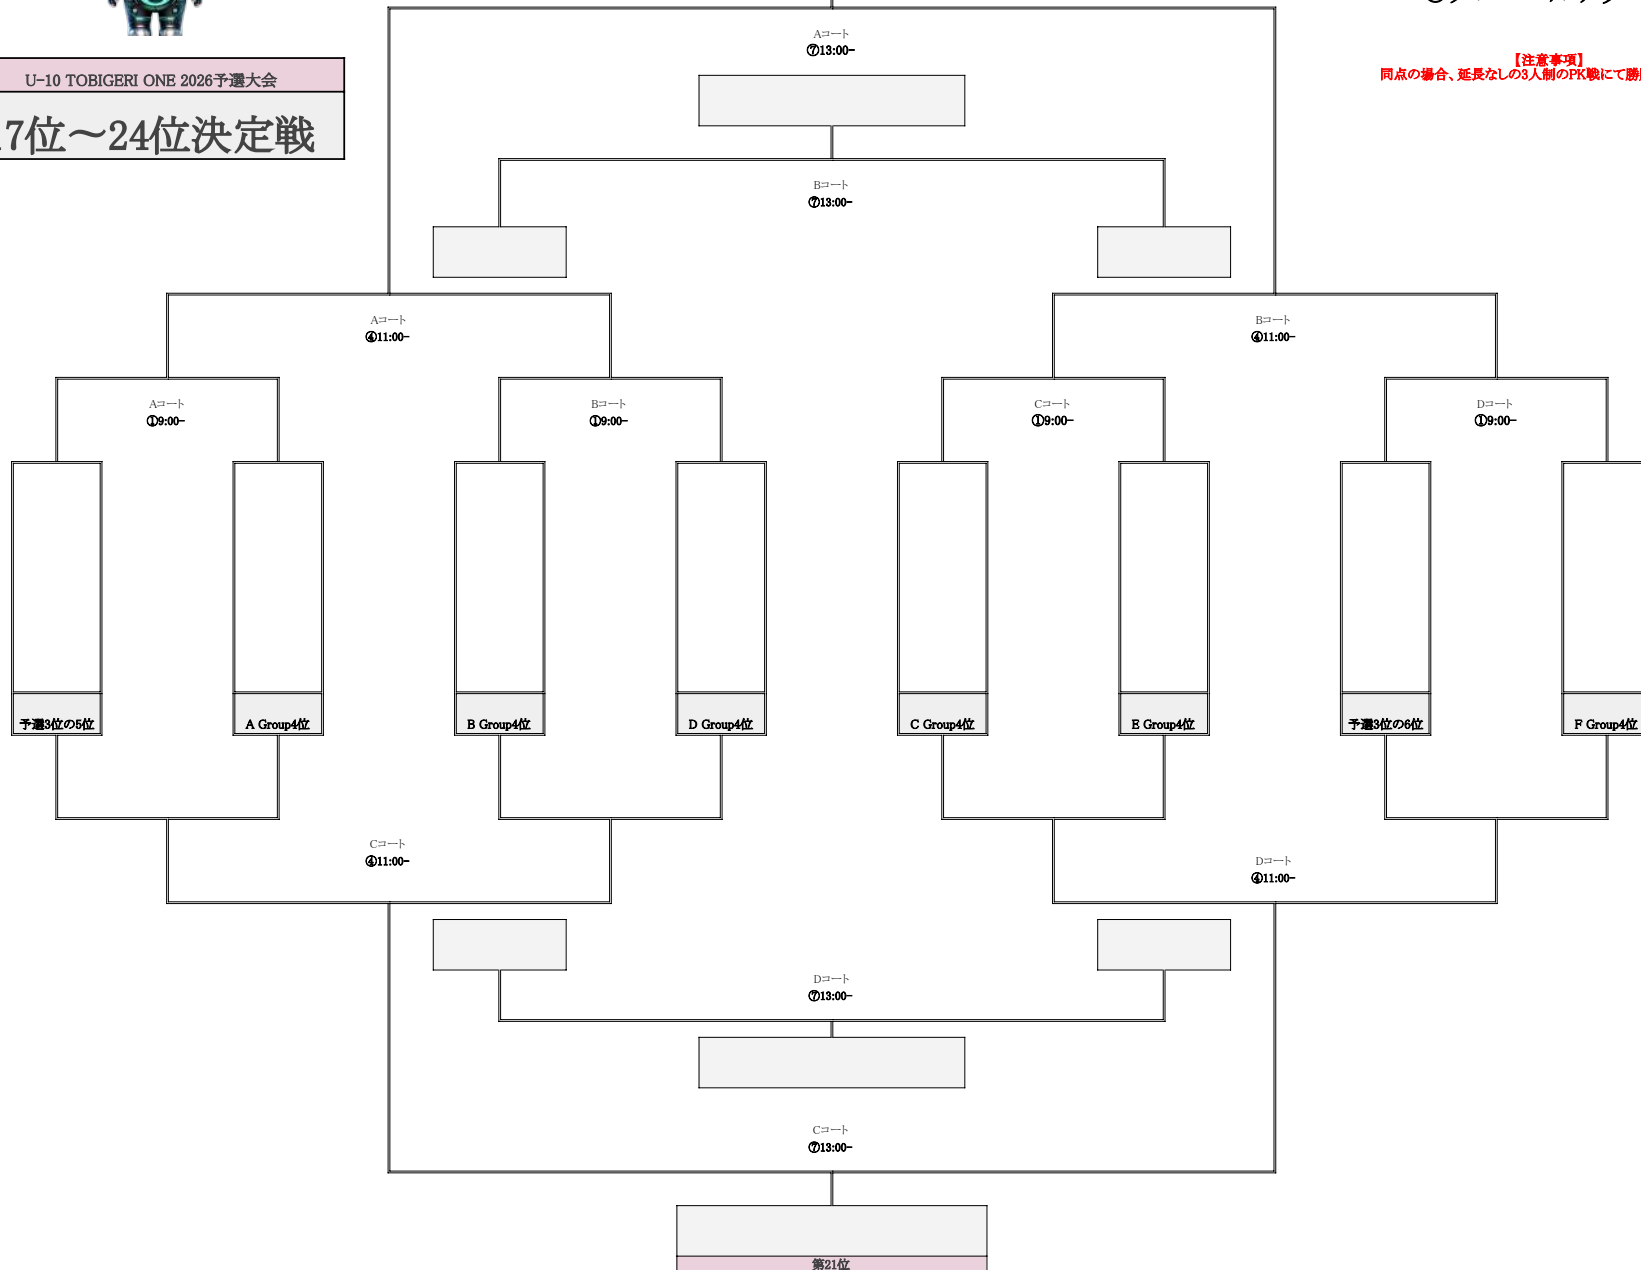 Aコート
⑦13:00-
【注意事項】
同点の場合、延長なしの3人制のPK戦にて勝
U-10 TOBIGERI ONE 2026予選大会
7位～24位決定戦
Bコート
⑦13:00-
Aコート
④11:00-
Bコート
④11:00-
Aコート
①9:00-
Bコート
①9:00-
Cコート
①9:00-
Dコート
①9:00-
予選3位の5位
A Group4位
B Group4位
D Group4位
C Group4位
E Group4位
予選3位の6位
F Group4位
Cコート
④11:00-
Dコート
④11:00-
Dコート
⑦13:00-
Cコート
⑦13:00-
第21位